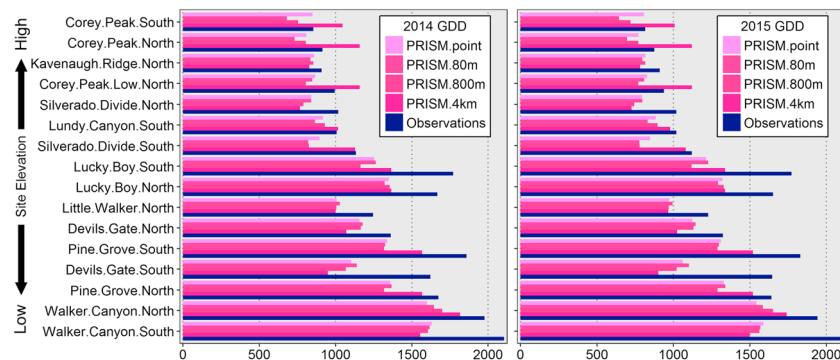 High
Site Elevation
Low
Corey.Peak.South
Corey.Peak.North
Kavenaugh.Ridge.North
Corey.Peak.Low.North
Silverado.Divide.North
Lundy.Canyon.South
Silverado.Divide.South
Lucky.Boy.South
Lucky.Boy.North
Little.Walker.North
Devils.Gate.North
Pine.Grove.South
Devils.Gate.South
Pine.Grove.North
Walker.Canyon.North
Walker.Canyon.South
2014 GDD
PRISM.point
PRISM.80m
PRISM.800m
PRISM.4km
Observations
0 500 1000 1500 2000
2015 GDD
PRISM.point
PRISM.80m
PRISM.800m
PRISM.4km
Observations
0 500 1000 1500 2000